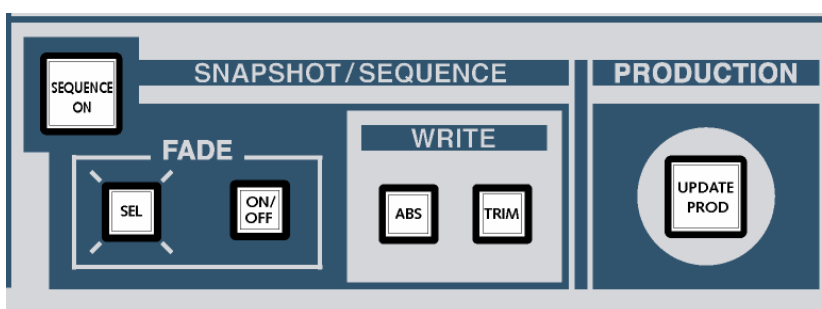 SEQUENCE
ON
SNAPSHOT/SEQUENCE
FADE
SEL
ON/
OFF
WRITE
ABS
TRIM
PRODUCTION
UPDATE
PROD